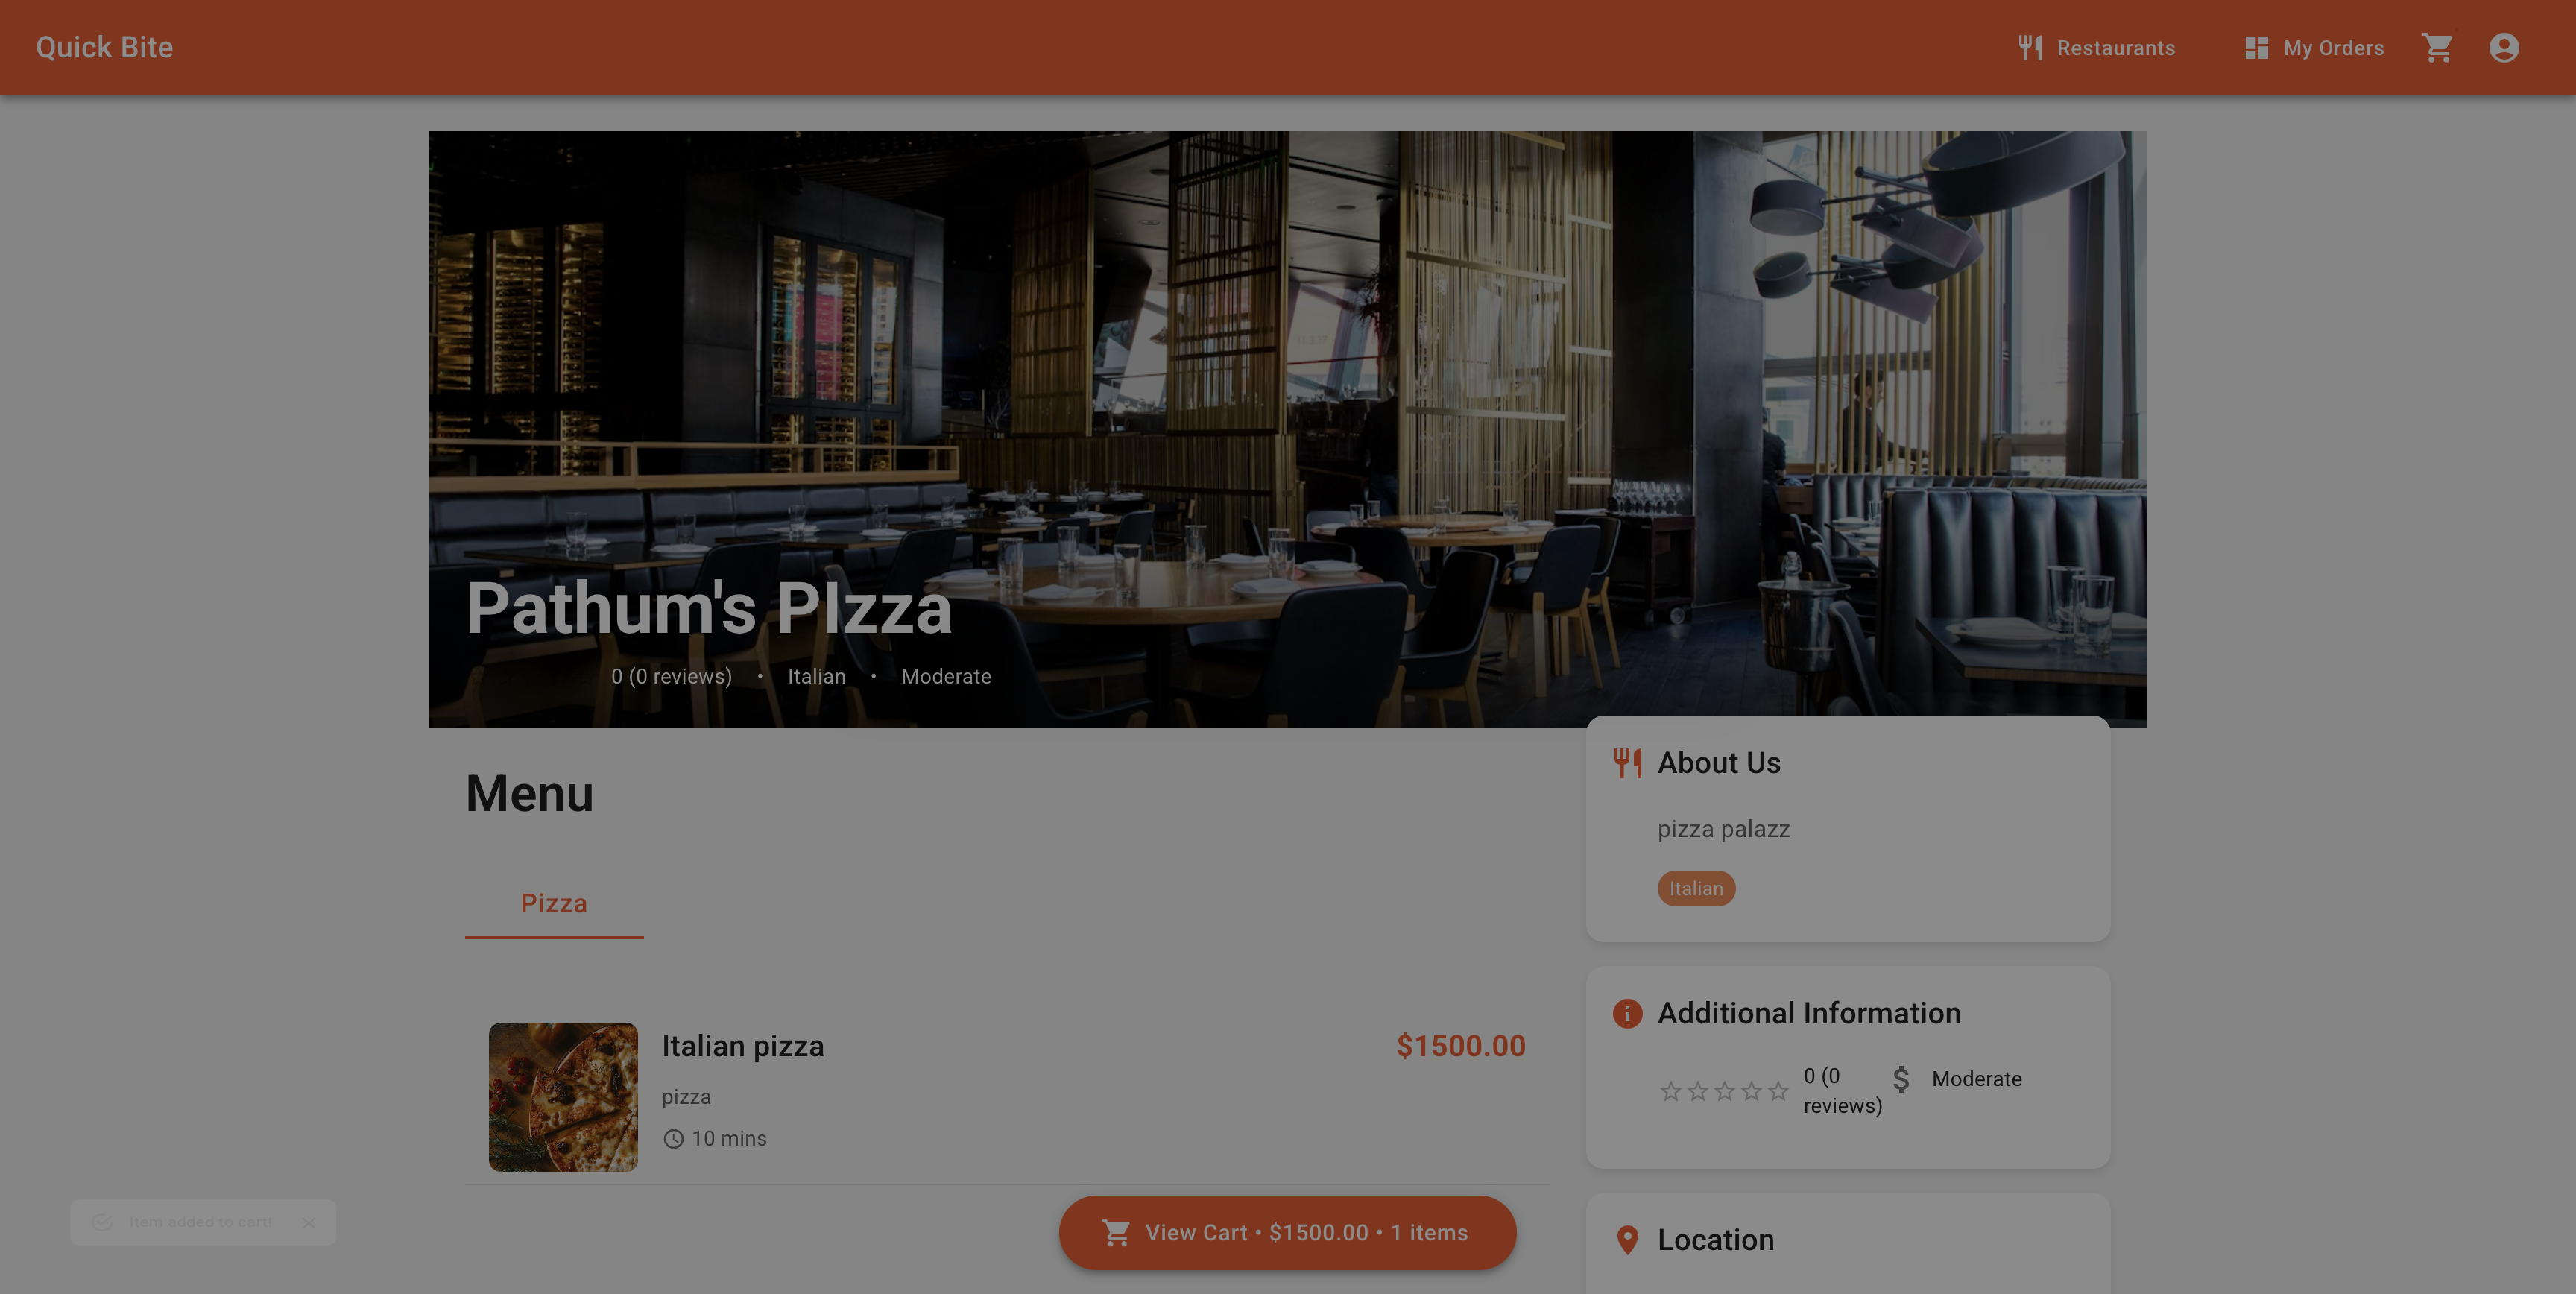 Quick Bite
Restaurants
My Orders
Pathum's PIzza
0 (0 reviews) • Italian • Moderate
Menu
Pizza
Italian pizza
$1500.00
pizza
10 mins
About Us
pizza palazz
Italian
Additional Information
0 (0
reviews)
Moderate
Location
Item added to cart!
View Cart • $1500.00 • 1 items